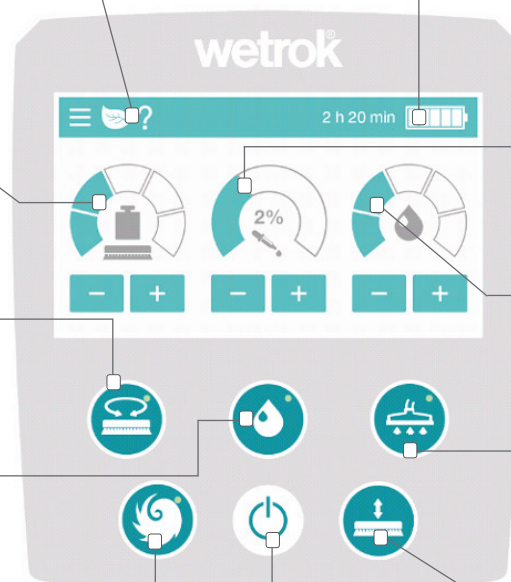 wetrok®
? 2 h 20 min
2%
− + − + − +